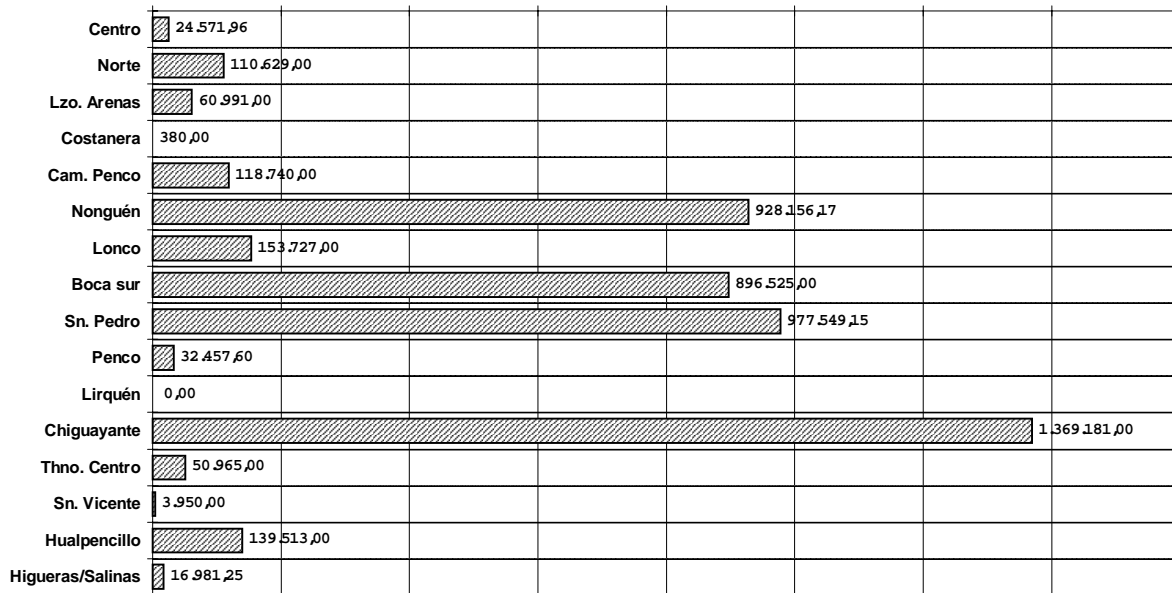 Centro 24.571,96
Norte 110.629,00
Lzo. Arenas 60.991,00
Costanera 380,00
Cam. Penco 118.740,00
Nonguén 928.156,17
Lonco 153.727,00
Boca sur 896.525,00
Sn. Pedro 977.549,15
Penco 32.457,60
Lirquén 0,00
Chiguayante 1.369.181,00
Thno. Centro 50.965,00
Sn. Vicente 3.950,00
Hualpencillo 139.513,00
Higueras/Salinas 16.981,25